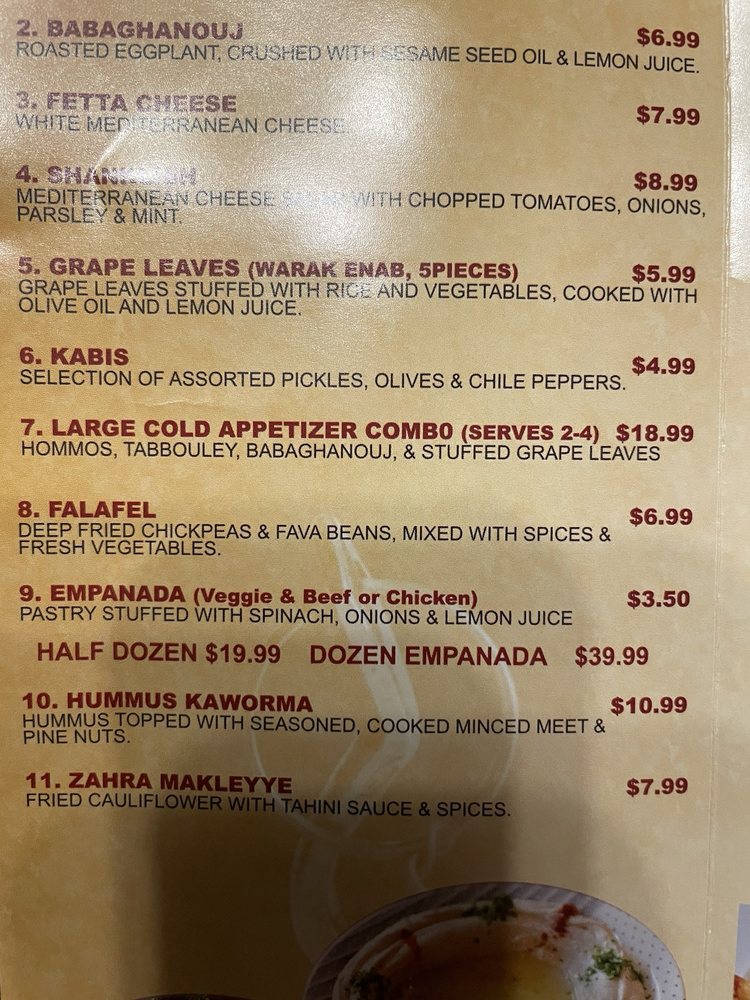 2. BABAGHANOUJ $6.99
ROASTED EGGPLANT, CRUSHED WITH SESAME SEED OIL & LEMON JUICE.
3. FETTA CHEESE $7.99
WHITE MEDITERRANEAN CHEESE.
4. $8.99
MEDITERRANEAN CHEESE WITH CHOPPED TOMATOES, ONIONS,
PARSLEY & MINT.
5. GRAPE LEAVES (WARAK ENAB, 5PIECES) $5.99
GRAPE LEAVES STUFFED WITH RICE AND VEGETABLES, COOKED WITH
OLIVE OIL AND LEMON JUICE.
6. KABIS $4.99
SELECTION OF ASSORTED PICKLES, OLIVES & CHILE PEPPERS.
7. LARGE COLD APPETIZER COMB0 (SERVES 2-4) $18.99
HOMMOS, TABBOULEY, BABAGHANOUJ, & STUFFED GRAPE LEAVES
8. FALAFEL $6.99
DEEP FRIED CHICKPEAS & FAVA BEANS, MIXED WITH SPICES &
FRESH VEGETABLES.
9. EMPANADA (Veggie & Beef or Chicken) $3.50
PASTRY STUFFED WITH SPINACH, ONIONS & LEMON JUICE
HALF DOZEN $19.99 DOZEN EMPANADA $39.99
10. HUMMUS KAWORMA $10.99
HUMMUS TOPPED WITH SEASONED, COOKED MINCED MEET &
PINE NUTS.
11. ZAHRA MAKLEYYE $7.99
FRIED CAULIFLOWER WITH TAHINI SAUCE & SPICES.